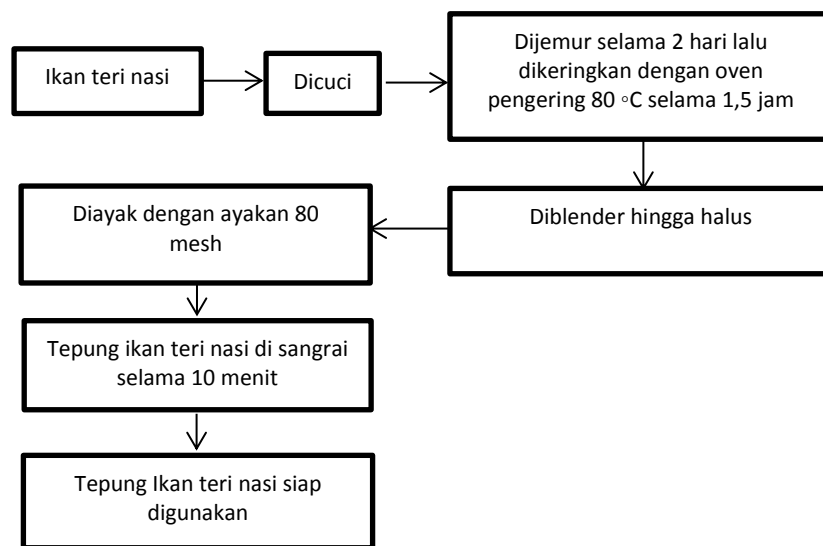 Ikan teri nasi
Dicuci
Dijemur selama 2 hari lalu
dikeringkan dengan oven
pengering 80 °C selama 1,5 jam
Diblender hingga halus
Diayak dengan ayakan 80
mesh
Tepung ikan teri nasi di sangrai
selama 10 menit
Tepung Ikan teri nasi siap
digunakan